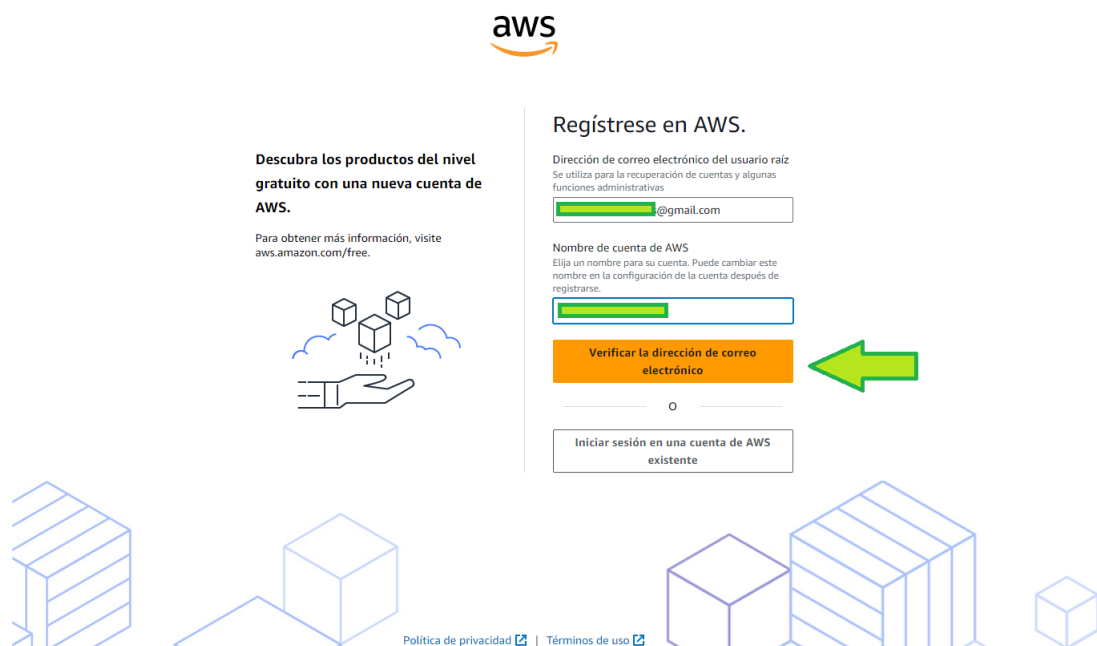 aws
Descubra los productos del nivel
gratuito con una nueva cuenta de
AWS.
Para obtener más información, visite
aws.amazon.com/free.
Regístrese en AWS.
Dirección de correo electrónico del usuario raíz
Se utiliza para la recuperación de cuentas y algunas
funciones administrativas
@gmail.com
Nombre de cuenta de AWS
Elija un nombre para su cuenta. Puede cambiar este
nombre en la configuración de la cuenta después de
registrarse.
Verificar la dirección de correo
electrónico
O
Iniciar sesión en una cuenta de AWS
existente
Política de privacidad | Términos de uso